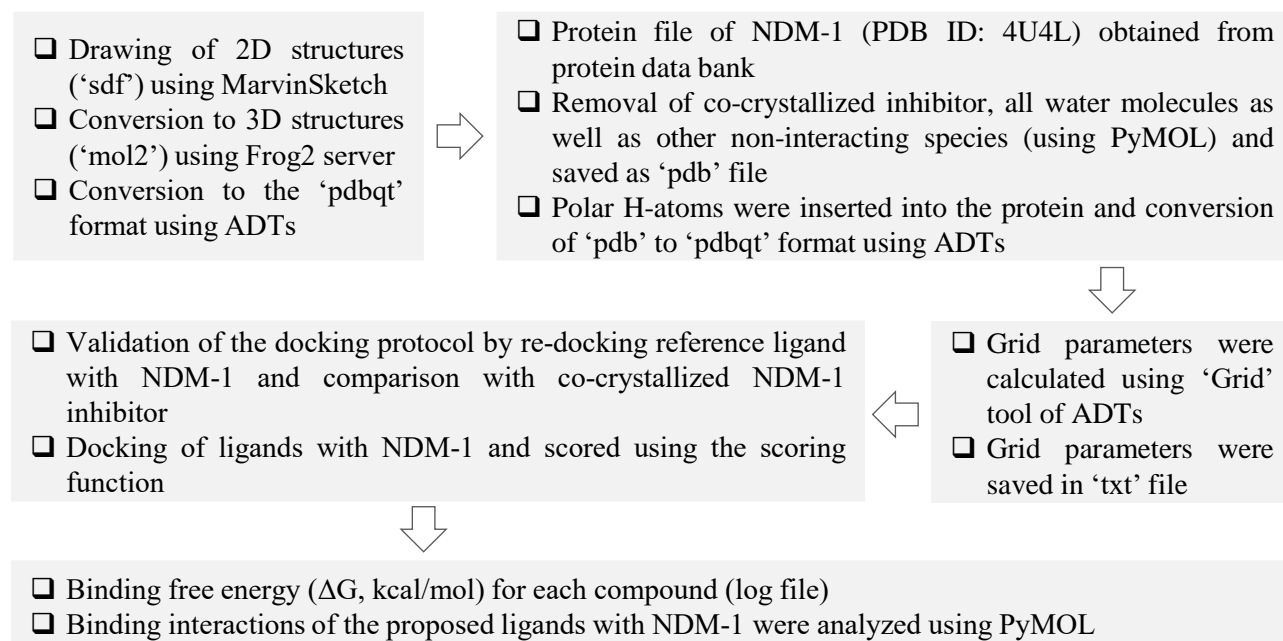 ❑ Drawing of 2D structures
(‘sdf’) using MarvinSketch
❑ Conversion to 3D structures
(‘mol2’) using Frog2 server
❑ Conversion to the ‘pdbqt’
format using ADTs
❑ Protein file of NDM-1 (PDB ID: 4U4L) obtained from
protein data bank
❑ Removal of co-crystallized inhibitor, all water molecules as
well as other non-interacting species (using PyMOL) and
saved as ‘pdb’ file
❑ Polar H-atoms were inserted into the protein and conversion
of ‘pdb’ to ‘pdbqt’ format using ADTs
❑ Grid parameters were
calculated using ‘Grid’
tool of ADTs
❑ Grid parameters were
saved in ‘txt’ file
❑ Validation of the docking protocol by re-docking reference ligand
with NDM-1 and comparison with co-crystallized NDM-1
inhibitor
❑ Docking of ligands with NDM-1 and scored using the scoring
function
❑ Binding free energy (ΔG, kcal/mol) for each compound (log file)
❑ Binding interactions of the proposed ligands with NDM-1 were analyzed using PyMOL